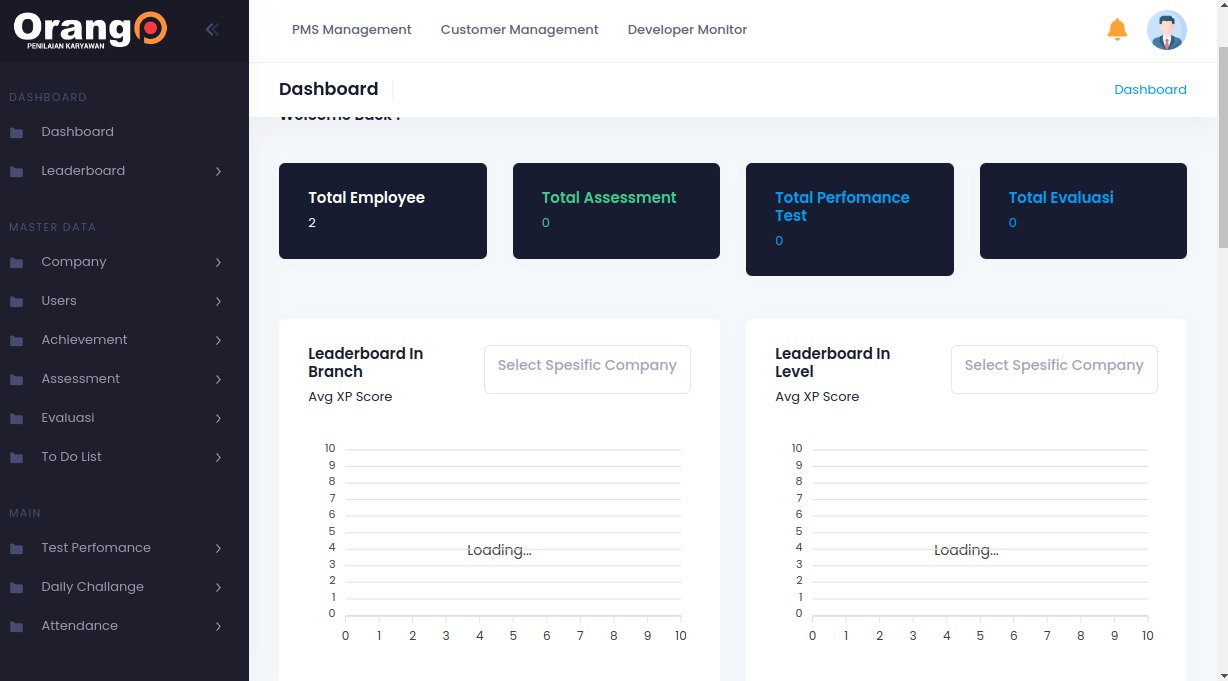 Orang
PENILAIAN KARYAWAN
DASHBOARD
Dashboard
Leaderboard
MASTER DATA
Company
Users
Achievement
Assessment
Evaluasi
To Do List
MAIN
Test Perfomance
Daily Challange
Attendance
PMS Management
Customer Management
Developer Monitor
Dashboard
Dashboard
Welcome Back !
Total Employee
2
Total Assessment
0
Total Perfomance
Test
0
Total Evaluasi
0
Leaderboard In
Branch
Avg XP Score
Select Spesific Company
10
9
8
7
6
5
4
3
2
1
0
Loading...
0 1 2 3 4 5 6 7 8 9 10
Leaderboard In
Level
Avg XP Score
Select Spesific Company
10
9
8
7
6
5
4
3
2
1
0
Loading...
0 1 2 3 4 5 6 7 8 9 10